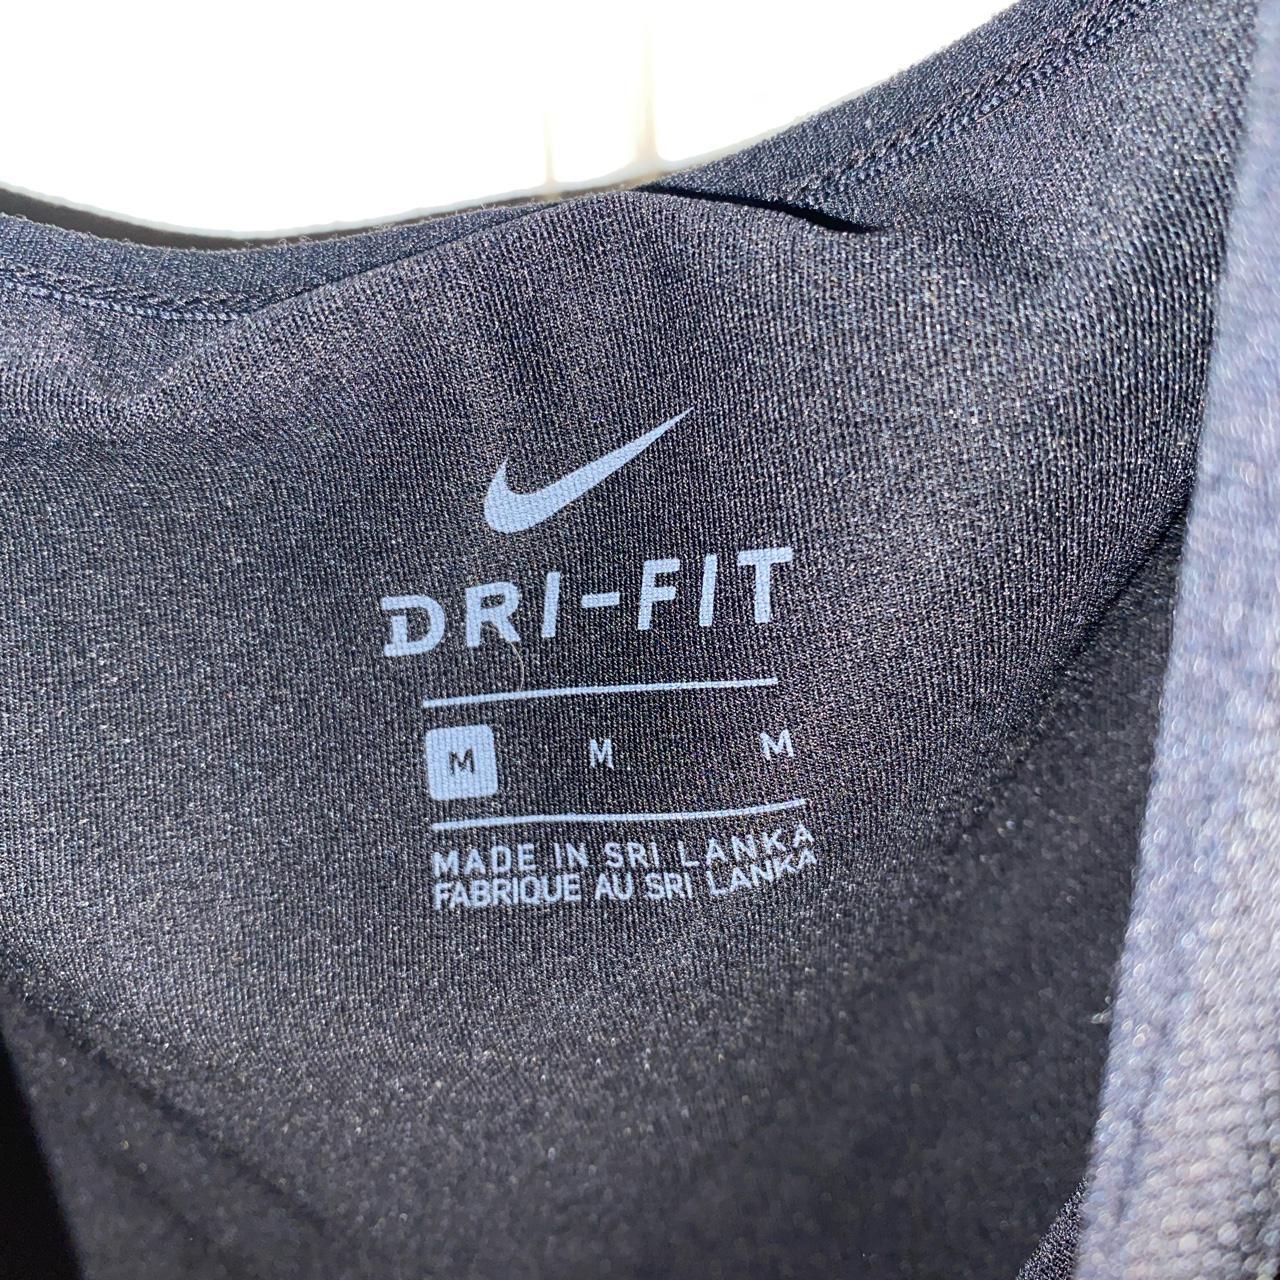 DRI-FIT
M M M
MADE IN SRI LANKA
FABRIQUE AU SRI LANKA